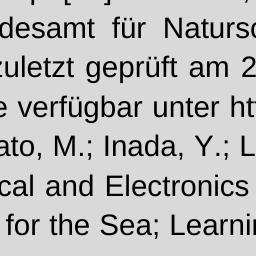 desamt für Natursc
zuletzt geprüft am 2
e verfügbar unter ht
ato, M.; Inada, Y.; L
cal and Electronics
for the Sea; Learnin